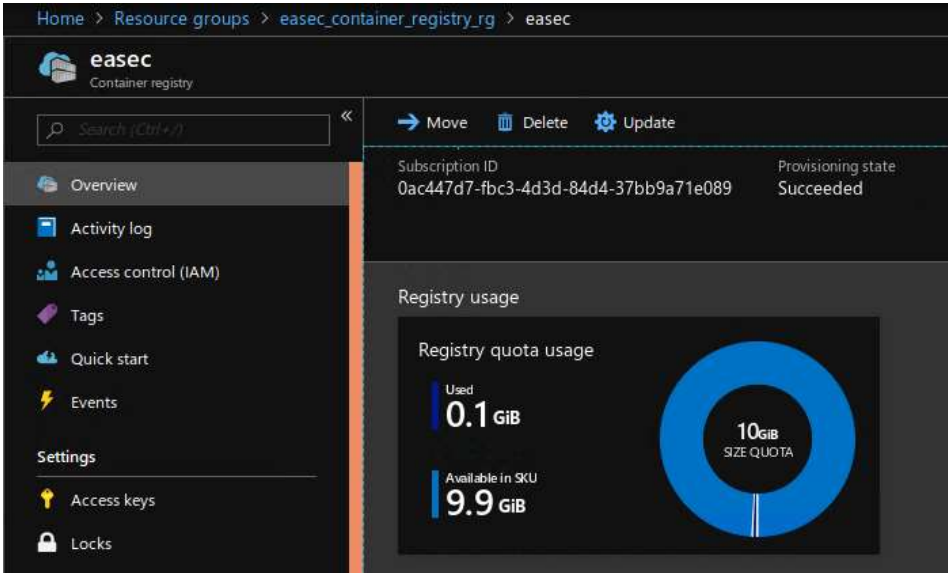 Home > Resource groups > easec_container_registry_rg > easec
easec
Container registry
Search (Ctrl+/)
«
Move Delete Update
Subscription ID
0ac447d7-fbc3-4d3d-84d4-37bb9a71e089
Provisioning state
Succeeded
Overview
Activity log
Access control (IAM)
Tags
Quick start
Events
Settings
Access keys
Locks
Registry usage
Registry quota usage
Used
0.1 GiB
Available in SKU
9.9 GiB
10GiB
SIZE QUOTA